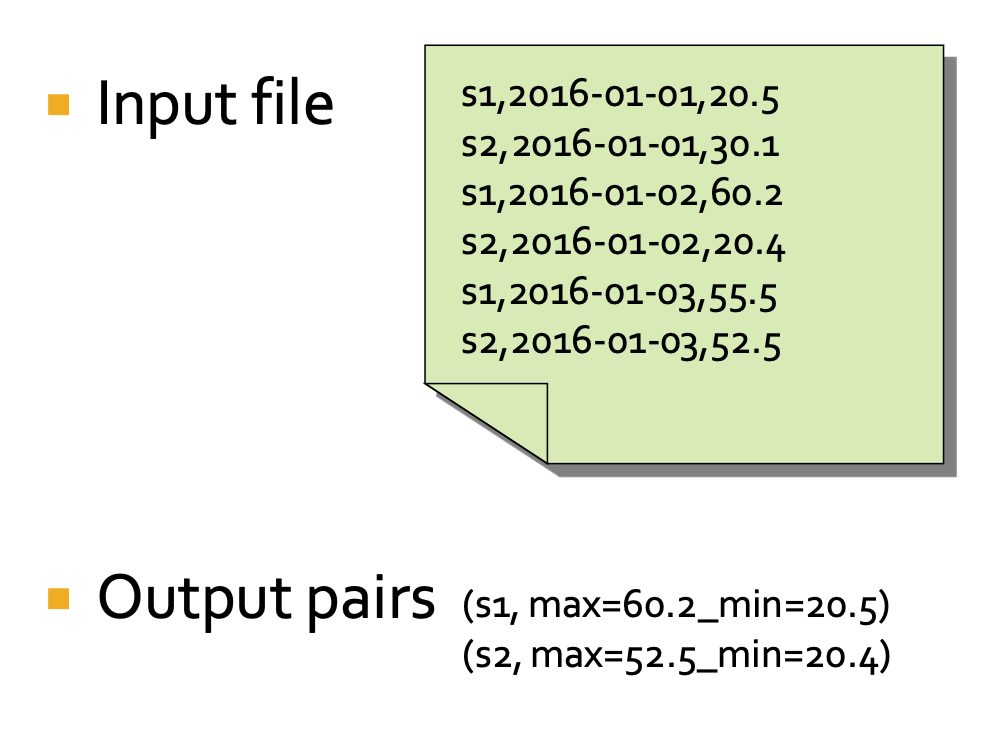 Input file
s1,2016-01-01,20.5
s2,2016-01-01,30.1
s1,2016-01-02,60.2
s2,2016-01-02,20.4
s1,2016-01-03,55.5
s2,2016-01-03,52.5
Output pairs
(s1, max=60.2_min=20.5)
(s2, max=52.5_min=20.4)